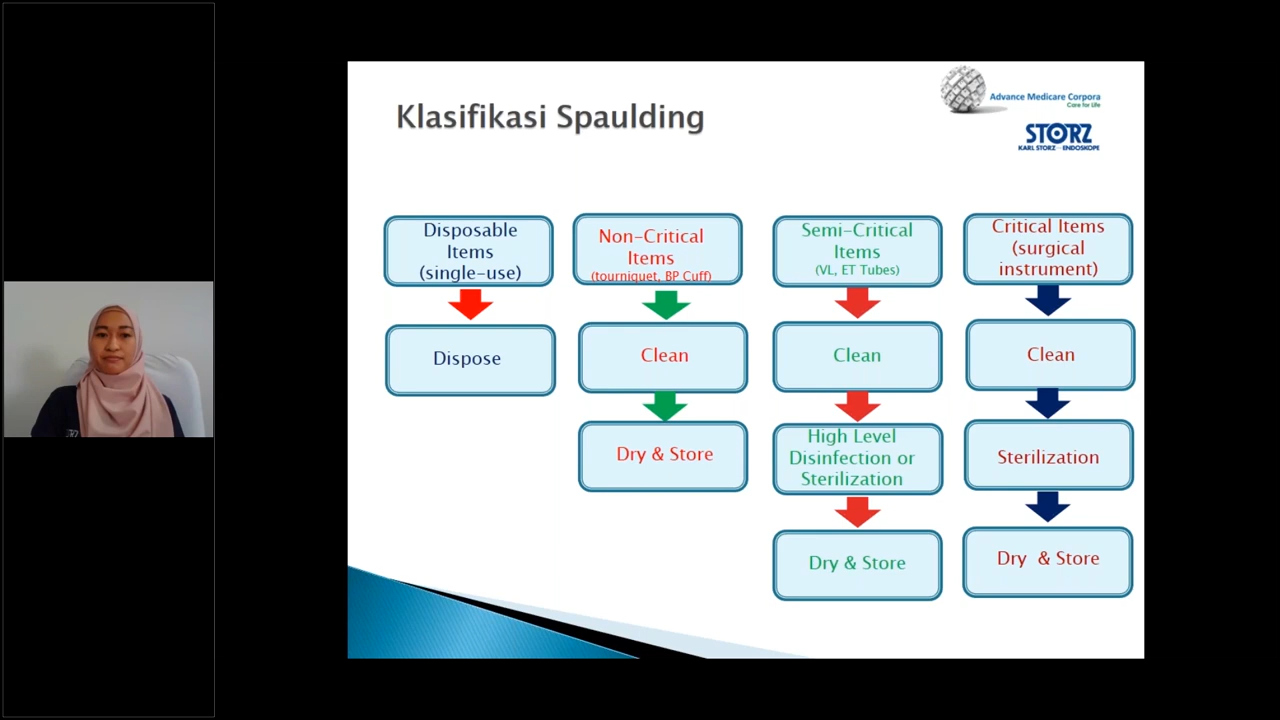 Klasifikasi Spaulding
Advance Medicare Corpora
Care for Life
STORZ
KARL STORZ - ENDOSKOPE
Disposable
Items
(single-use)
Dispose
Non-Critical
Items
(tourniquet, BP Cuff)
Clean
Dry & Store
Semi-Critical
Items
(VL, ET Tubes)
Clean
High Level
Disinfection or
Sterilization
Dry & Store
Critical Items
(surgical
instrument)
Clean
Sterilization
Dry & Store